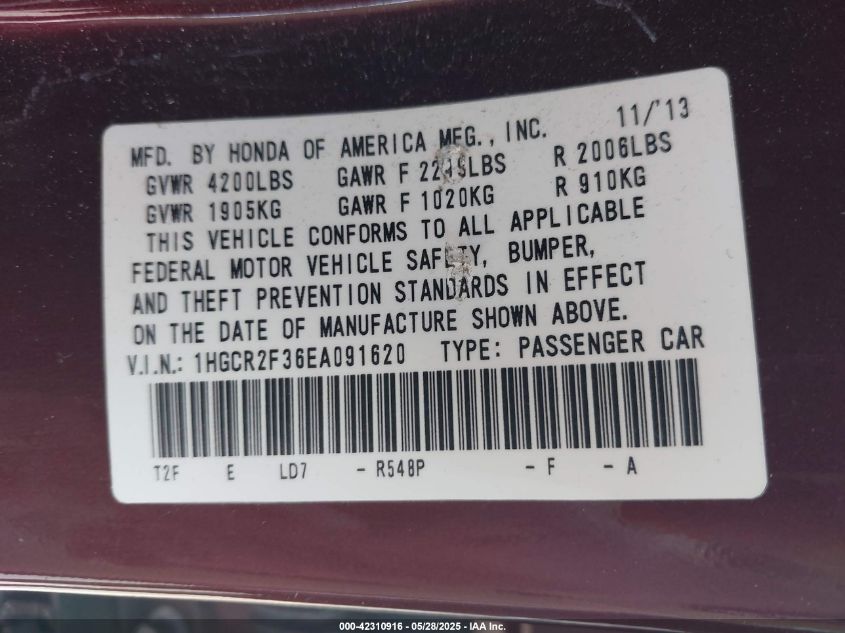 11/'13
MFD. BY HONDA OF AMERICA MFG., INC.
GVWR 4200LBS GAWR F LBS R 2006LBS
GVWR 1905KG GAWR F 1020KG R 910KG
THIS VEHICLE CONFORMS TO ALL APPLICABLE
FEDERAL MOTOR VEHICLE SAFETY, BUMPER,
AND THEFT PREVENTION STANDARDS IN EFFECT
ON THE DATE OF MANUFACTURE SHOWN ABOVE.
V.I.N.: 1HGCR2F36EA091620 TYPE: PASSENGER CAR
T2F E LD7 - R548P - F - A
000-42310916 - 05/28/2025 - IAA Inc.